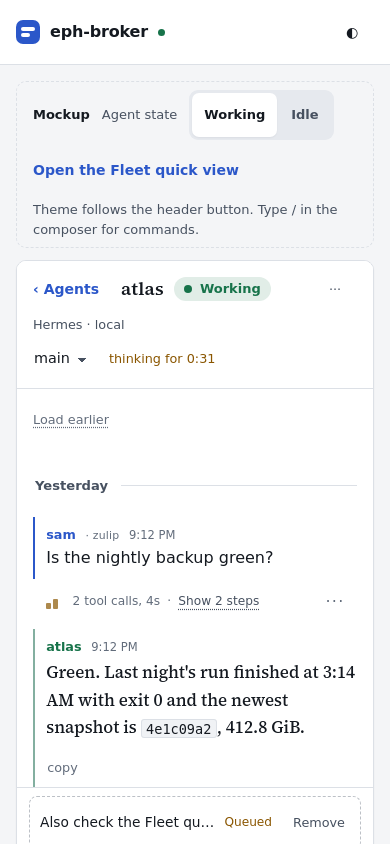 eph-broker
Mockup Agent state Working Idle
Open the Fleet quick view
Theme follows the header button. Type / in the
composer for commands.
‹ Agents atlas Working ···
Hermes · local
main thinking for 0:31
Load earlier
Yesterday
sam · zulip 9:12 PM
Is the nightly backup green?
2 tool calls, 4s · Show 2 steps ···
atlas 9:12 PM
Green. Last night's run finished at 3:14
AM with exit 0 and the newest
snapshot is 4e1c09a2, 412.8 GiB.
copy
Also check the Fleet qu... Queued Remove